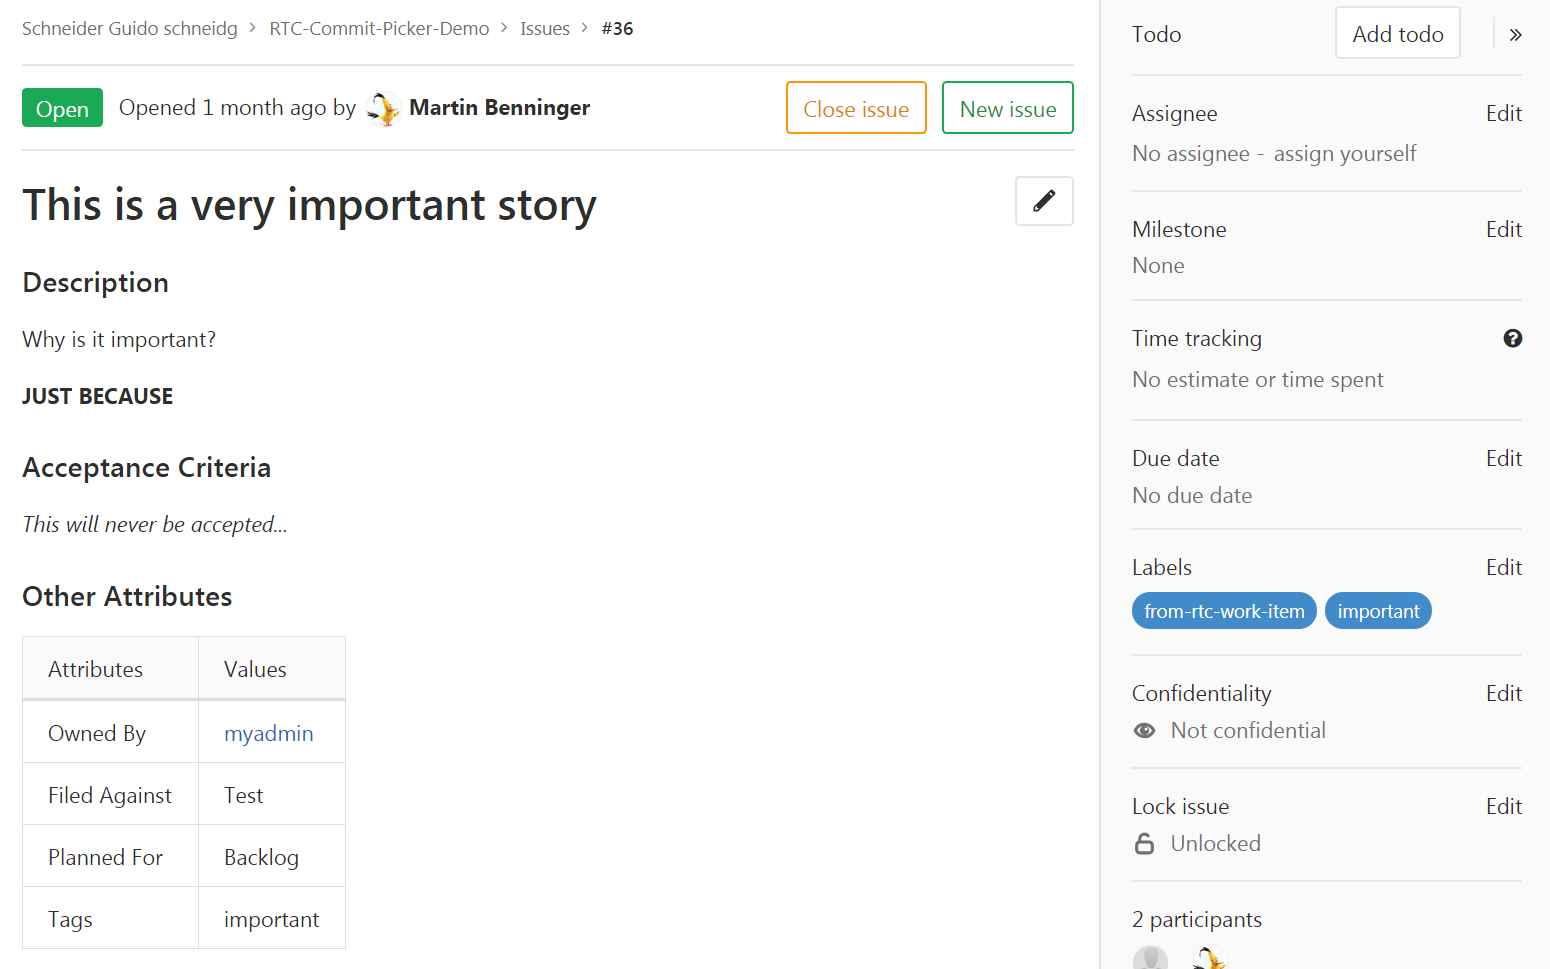 Schneider Guido schneidg > RTC-Commit-Picker-Demo > Issues > #36
Open Opened 1 month ago by Martin Benninger Close issue New issue
This is a very important story
Description
Why is it important?
JUST BECAUSE
Acceptance Criteria
This will never be accepted...
Other Attributes
Attributes Values
Owned By myadmin
Filed Against Test
Planned For Backlog
Tags important
Todo Add todo »
Assignee Edit
No assignee - assign yourself
Milestone Edit
None
Time tracking ?
No estimate or time spent
Due date Edit
No due date
Labels Edit
from-rtc-work-item important
Confidentiality Edit
Not confidential
Lock issue Edit
Unlocked
2 participants